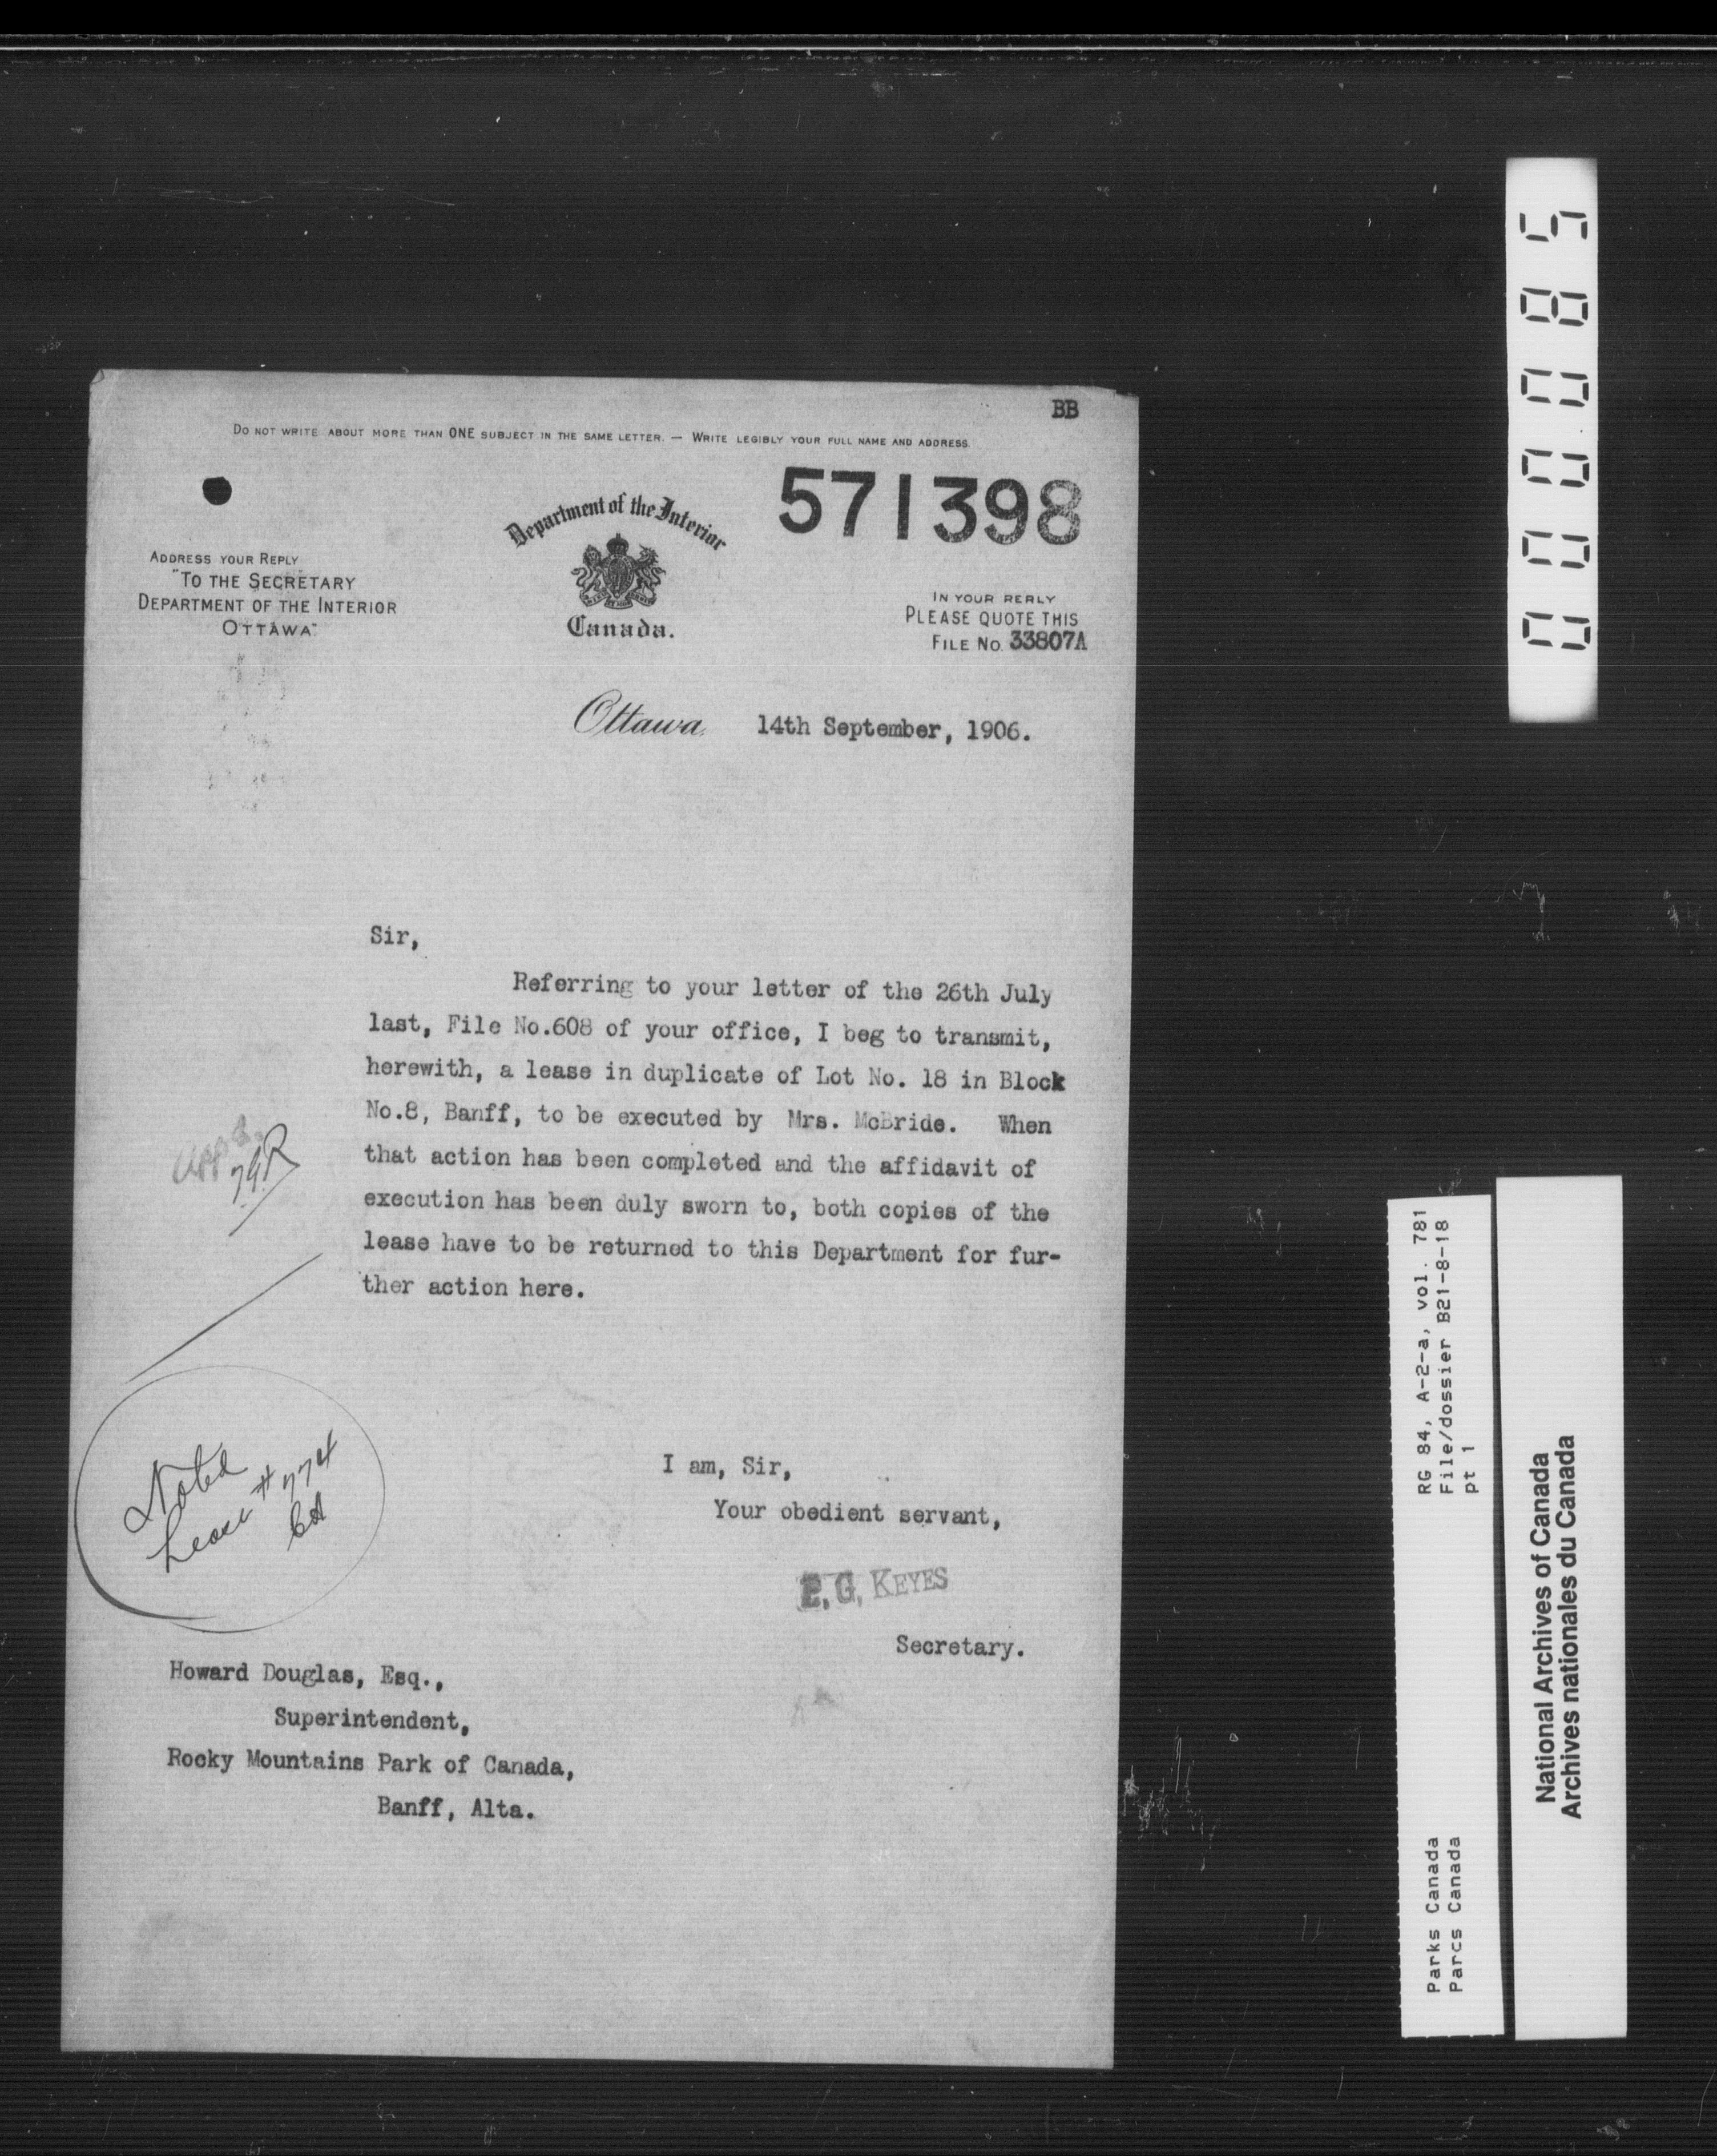 BB
DO NOT WRITE ABOUT MORE THAN ONE SUBJECT IN THE SAME LETTER. — WRITE LEGIBLY YOUR FULL NAME AND ADDRESS.
571398
Department of the Interior
Canada.
ADDRESS YOUR REPLY
"TO THE SECRETARY
DEPARTMENT OF THE INTERIOR
OTTAWA"
IN YOUR REPLY
PLEASE QUOTE THIS
FILE NO. 33807A
Ottawa, 14th September, 1906.
Sir,
Referring to your letter of the 26th July
last, File No.608 of your office, I beg to transmit,
herewith, a lease in duplicate of Lot No. 18 in Block
No.8, Banff, to be executed by Mrs. McBride. When
that action has been completed and the affidavit of
execution has been duly sworn to, both copies of the
lease have to be returned to this Department for fur-
ther action here.
Noted
Lease #774
I am, Sir,
Your obedient servant,
P. G. KEYES
Secretary.
Howard Douglas, Esq.,
Superintendent,
Rocky Mountains Park of Canada,
Banff, Alta.
000085
RG 84, A-2-a, vol. 781
File/dossier B21-8-18
pt 1
Parks Canada
Parcs Canada
National Archives of Canada
Archives nationales du Canada